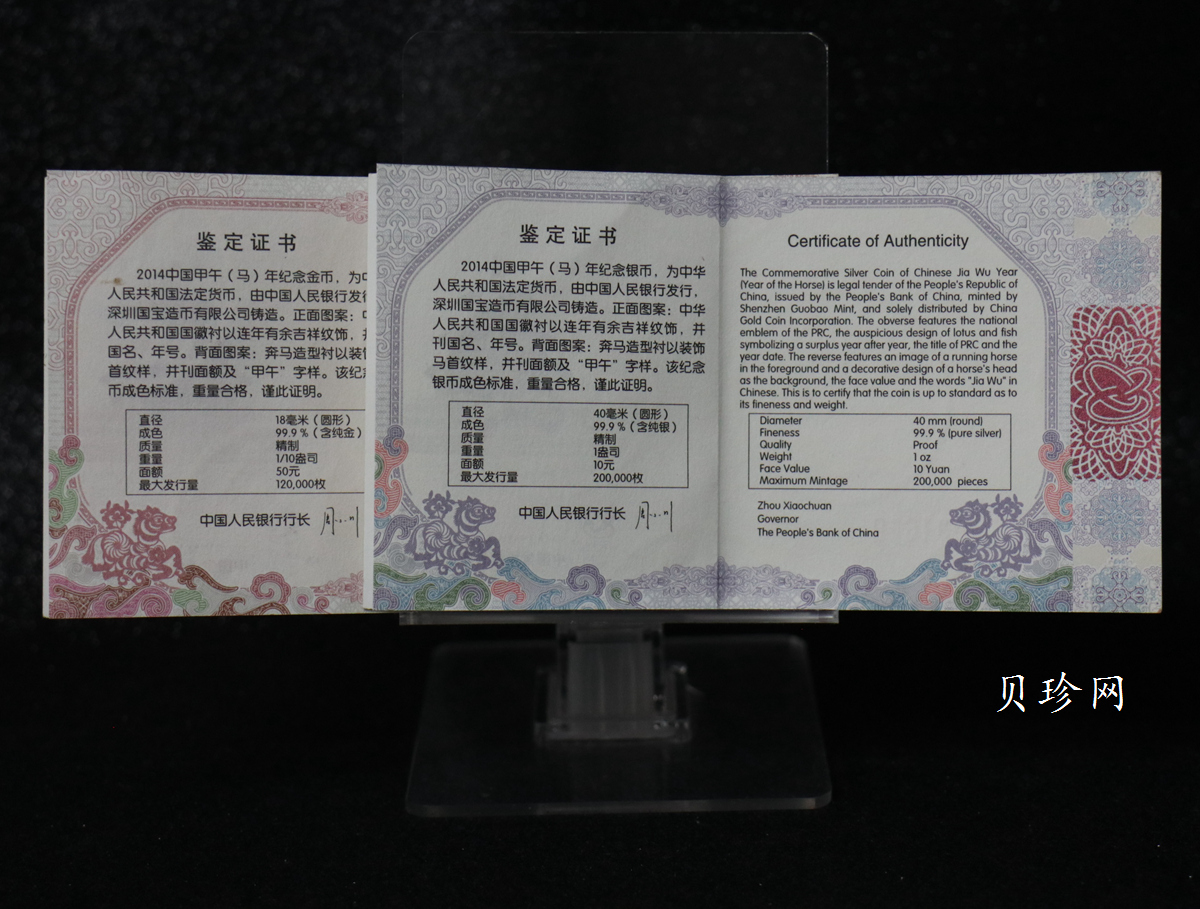 鉴定证书
2014中国甲午（马）年纪念金币，为中
人民共和国法定货币，由中国人民银行发行
深圳国宝造币有限公司铸造。正面图案：中
人民共和国国徽衬以连年有余吉祥纹饰，并
国名、年号。背面图案：奔马造型衬以装饰
马首纹样，并刊面额及“甲午”字样。该纪念
币成色标准，重量合格，谨此证明。
直径 18毫米（圆形）
成色 99.9％（含纯金）
质量 精制
重量 1/10盎司
面额 50元
最大发行量 120,000枚
中国人民银行行长
鉴定证书
2014中国甲午（马）年纪念银币，为中华
人民共和国法定货币，由中国人民银行发行，
深圳国宝造币有限公司铸造。正面图案：中华
人民共和国国徽衬以连年有余吉祥纹饰，并
刊国名、年号。背面图案：奔马造型衬以装饰
马首纹样，并刊面额及“甲午”字样。该纪念
银币成色标准，重量合格，谨此证明。
直径 40毫米（圆形）
成色 99.9％（含纯银）
质量 精制
重量 1盎司
面额 10元
最大发行量 200,000枚
中国人民银行行长
Certificate of Authenticity
The Commemorative Silver Coin of Chinese Jia Wu Year
(Year of the Horse) is legal tender of the People's Republic of
China, issued by the People's Bank of China, minted by
Shenzhen Guobao Mint, and solely distributed by China
Gold Coin Incorporation. The obverse features the national
emblem of the PRC, the auspicious design of lotus and fish
symbolizing a surplus year after year, the title of PRC and the
year date. The reverse features an image of a running horse
in the foreground and a decorative design of a horse's head
as the background, the face value and the words "Jia Wu" in
Chinese. This is to certify that the coin is up to standard as to
its fineness and weight.
Diameter 40 mm (round)
Fineness 99.9 % (pure silver)
Quality Proof
Weight 1 oz
Face Value 10 Yuan
Maximum Mintage 200,000 pieces
Zhou Xiaochuan
Governor
The People's Bank of China
贝珍网